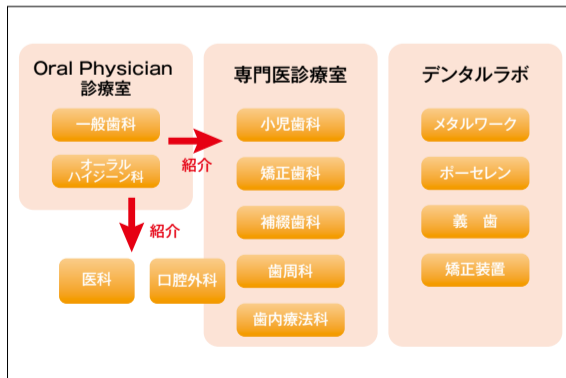 Oral Physician
診療室
一般歯科
オーラル
ハイジーン科
紹介
紹介
医科
口腔外科
専門医診療室
小児歯科
矯正歯科
補綴歯科
歯周科
歯内療法科
デンタルラボ
メタルワーク
ポーセレン
義　歯
矯正装置